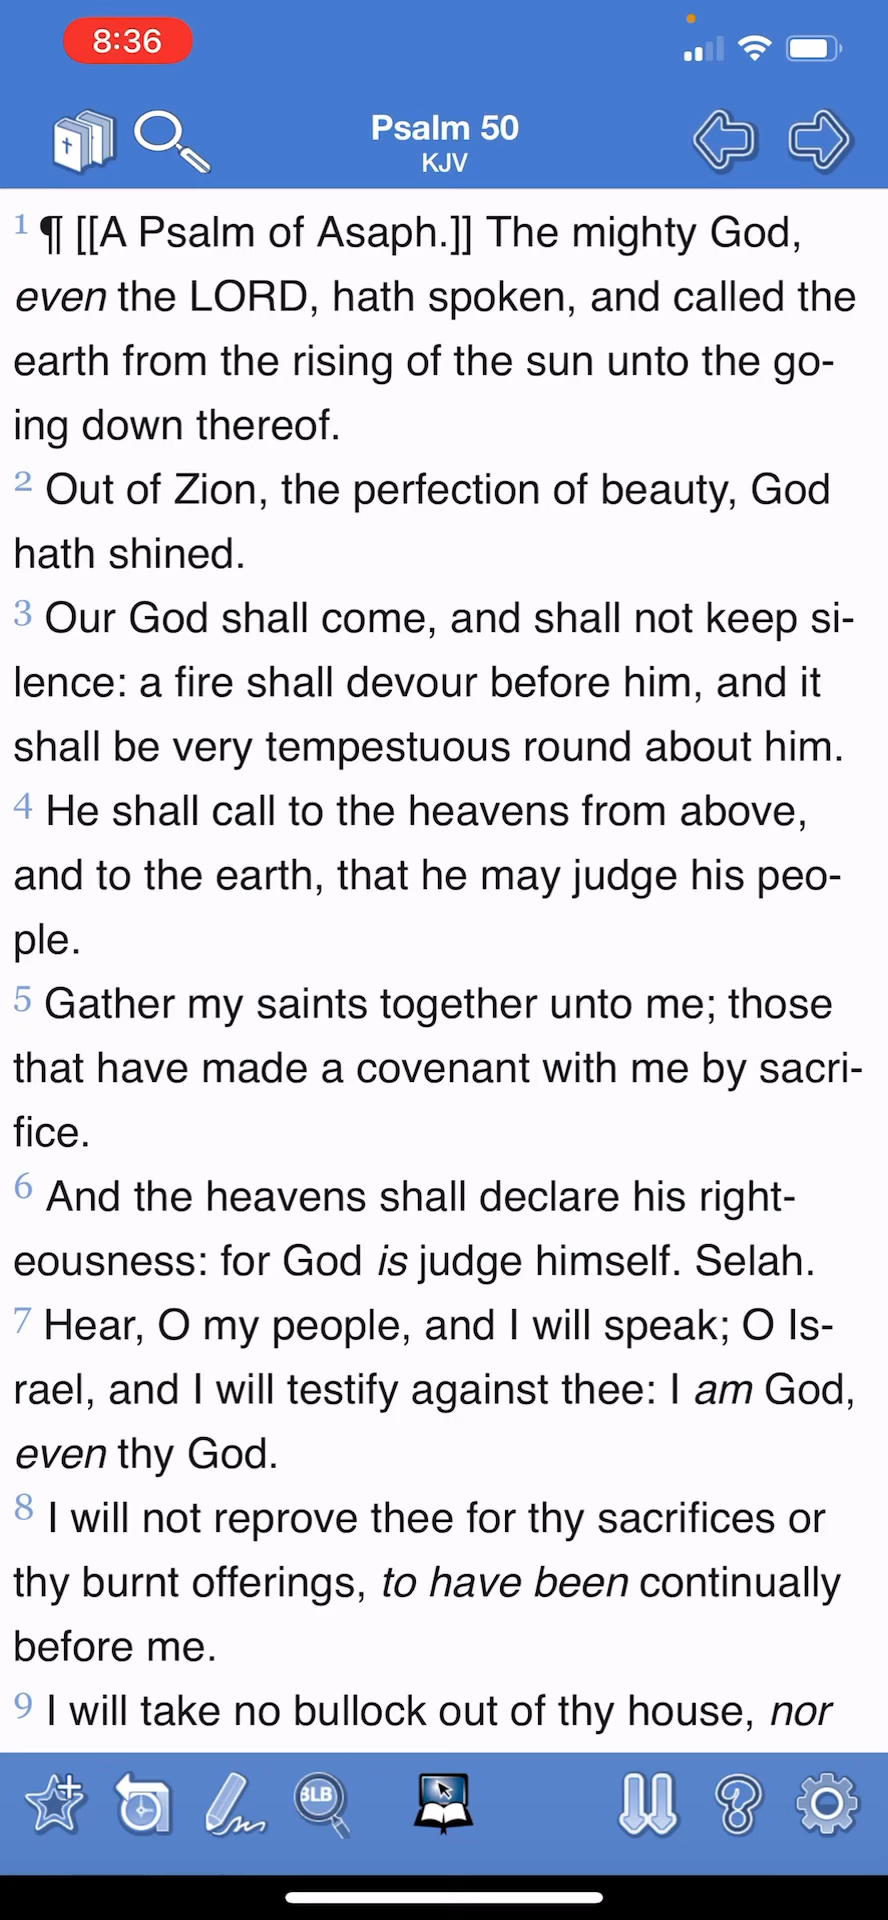 8:36
Psalm 50
KJV
1 ¶ [[A Psalm of Asaph.]] The mighty God,
even the LORD, hath spoken, and called the
earth from the rising of the sun unto the go-
ing down thereof.
2 Out of Zion, the perfection of beauty, God
hath shined.
3 Our God shall come, and shall not keep si-
lence: a fire shall devour before him, and it
shall be very tempestuous round about him.
4 He shall call to the heavens from above,
and to the earth, that he may judge his peo-
ple.
5 Gather my saints together unto me; those
that have made a covenant with me by sacri-
fice.
6 And the heavens shall declare his right-
eousness: for God is judge himself. Selah.
7 Hear, O my people, and I will speak; O Is-
rael, and I will testify against thee: I am God,
even thy God.
8 I will not reprove thee for thy sacrifices or
thy burnt offerings, to have been continually
before me.
9 I will take no bullock out of thy house, nor
BLB